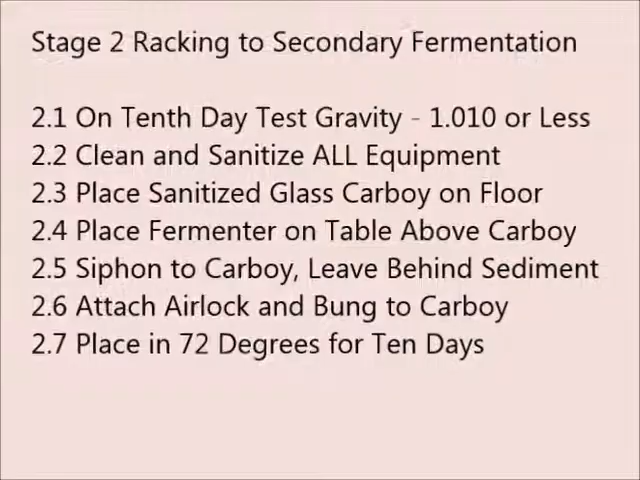 Stage 2 Racking to Secondary Fermentation
2.1 On Tenth Day Test Gravity - 1.010 or Less
2.2 Clean and Sanitize ALL Equipment
2.3 Place Sanitized Glass Carboy on Floor
2.4 Place Fermenter on Table Above Carboy
2.5 Siphon to Carboy, Leave Behind Sediment
2.6 Attach Airlock and Bung to Carboy
2.7 Place in 72 Degrees for Ten Days